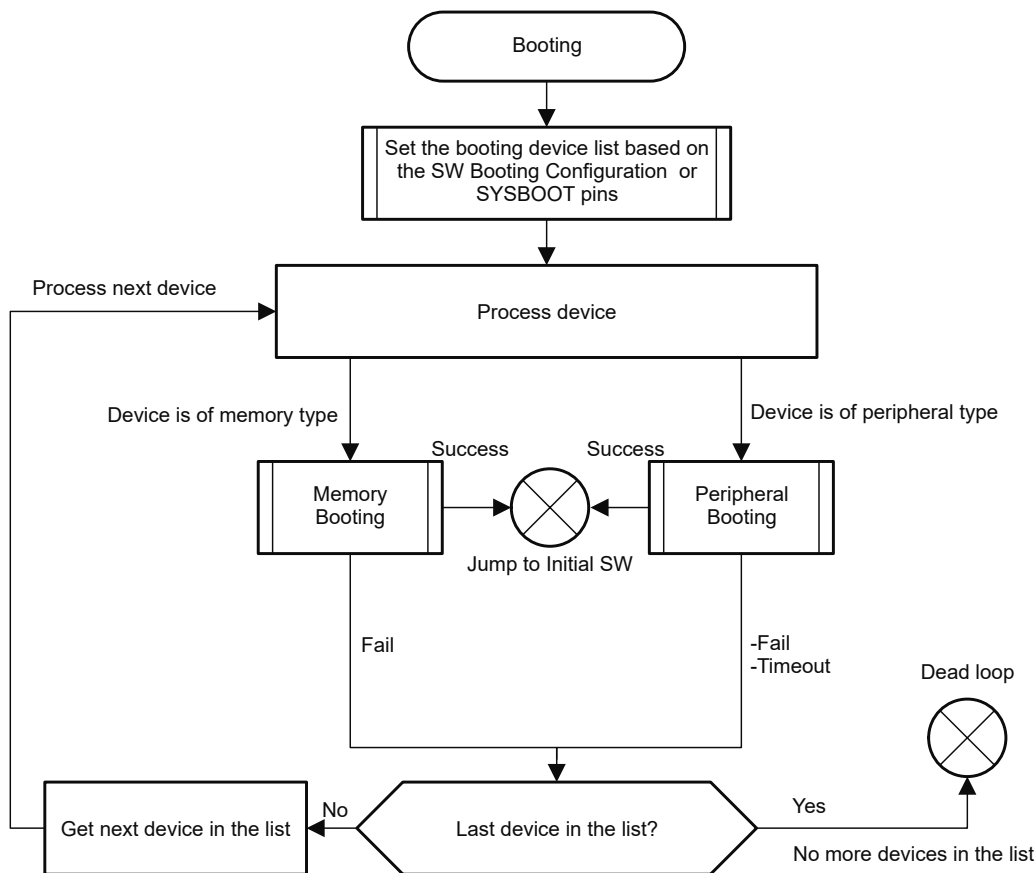 Booting
Set the booting device list based on
the SW Booting Configuration or
SYSBOOT pins
Process next device
Process device
Device is of memory type
Device is of peripheral type
Success
Success
Memory
Booting
Peripheral
Booting
Jump to Initial SW
Fail
-Fail
-Timeout
Dead loop
Get next device in the list
No
Last device in the list?
Yes
No more devices in the list